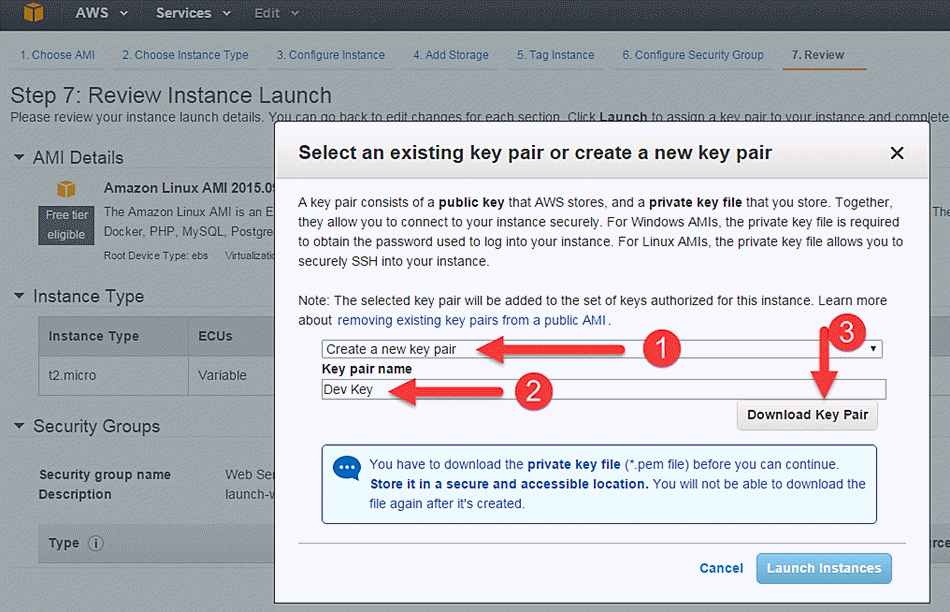 AWS Services Edit
1. Choose AMI 2. Choose Instance Type 3. Configure Instance 4. Add Storage 5. Tag Instance 6. Configure Security Group 7. Review
Step 7: Review Instance Launch
Please review your instance launch details. You can go back to edit changes for each section. Click Launch to assign a key pair to your instance and complete
AMI Details
Amazon Linux AMI 2015.09
Free tier
eligible
The Amazon Linux AMI is an E
Docker, PHP, MySQL, Postgre
The
Root Device Type: ebs Virtualizatio
Instance Type
Instance Type ECUs
t2.micro Variable
Security Groups
Security group name Web Ser
Description launch-w
Type i
Select an existing key pair or create a new key pair
A key pair consists of a public key that AWS stores, and a private key file that you store. Together,
they allow you to connect to your instance securely. For Windows AMIs, the private key file is required
to obtain the password used to log into your instance. For Linux AMIs, the private key file allows you to
securely SSH into your instance.
Note: The selected key pair will be added to the set of keys authorized for this instance. Learn more
about removing existing key pairs from a public AMI.
Create a new key pair
1
3
Key pair name
Dev Key
2
Download Key Pair
You have to download the private key file (*.pem file) before you can continue.
Store it in a secure and accessible location. You will not be able to download the
file again after it's created.
Cancel Launch Instances